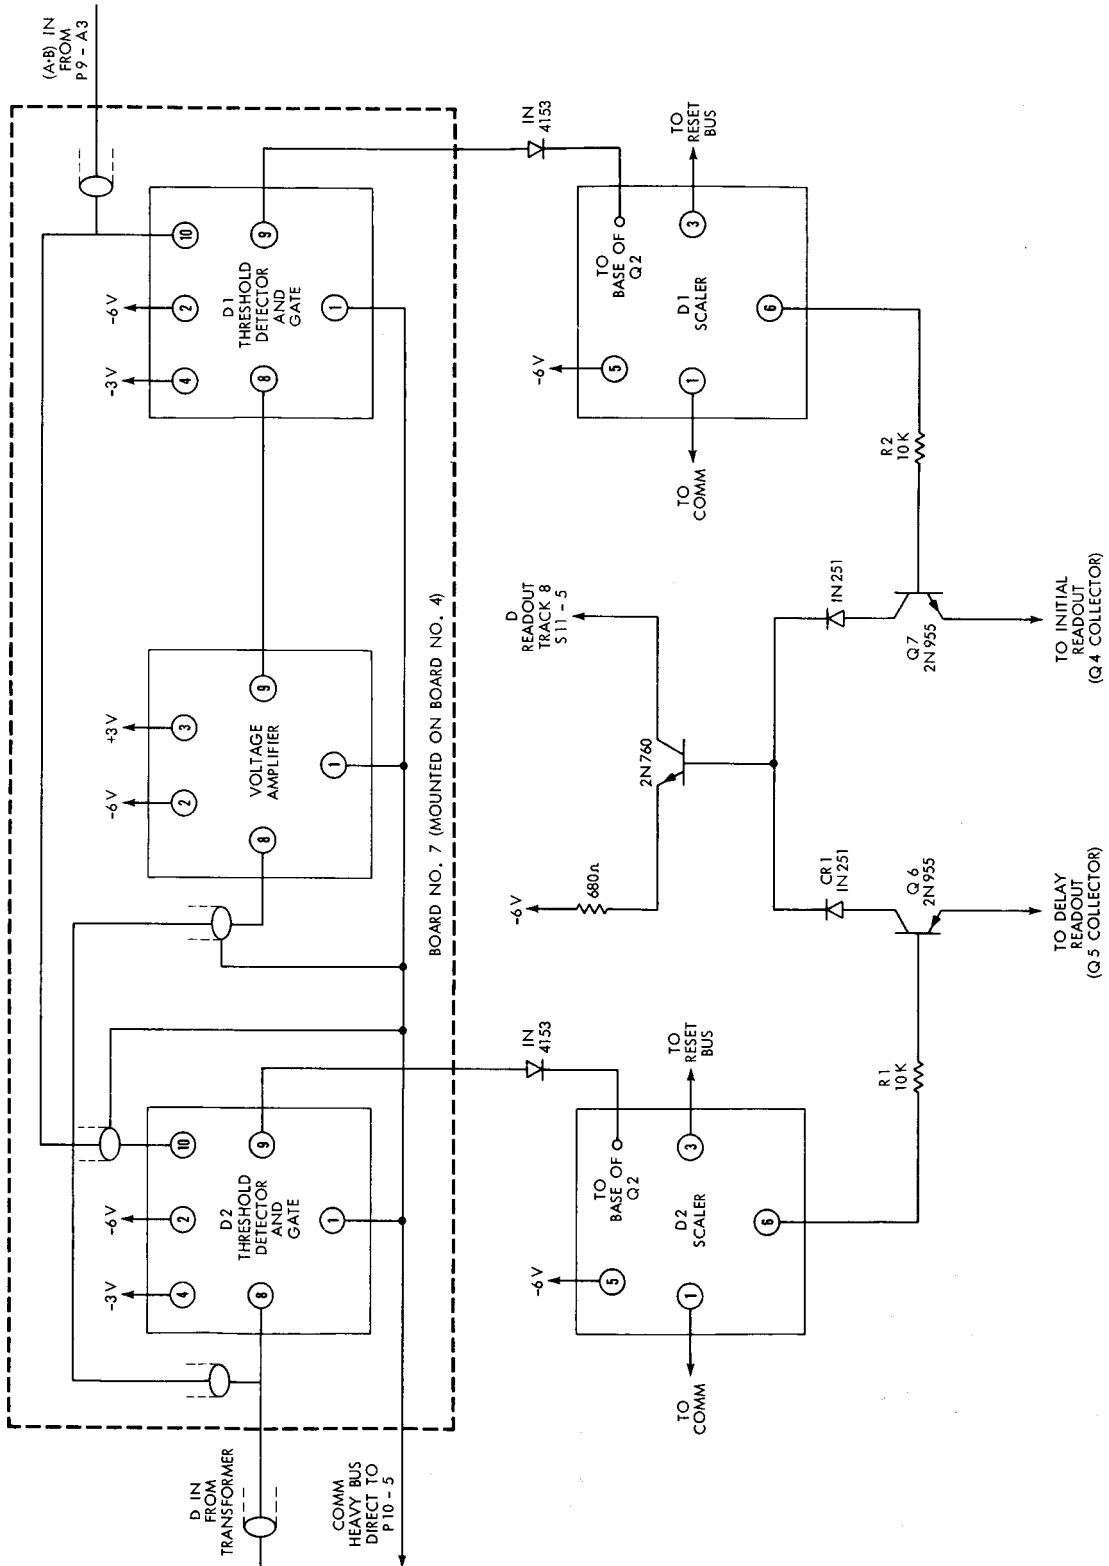 (A·B) IN
FROM
P9 - A3
-3V
-6V
4
2
10
D1
THRESHOLD
DETECTOR
AND
GATE
8
9
1
-6V
+3V
2
3
VOLTAGE
AMPLIFIER
8
9
1
-3V
-6V
4
2
10
D2
THRESHOLD
DETECTOR
AND
GATE
8
9
1
D IN
FROM
TRANSFORMER
COMM
HEAVY BUS
DIRECT TO
P10 - 5
BOARD NO. 7 (MOUNTED ON BOARD NO. 4)
IN
4153
IN
4153
-6V
5
TO
BASE OF
Q2
TO
COMM
1
D1
SCALER
3
TO
RESET
BUS
6
-6V
5
TO
BASE OF
Q2
TO
COMM
1
D2
SCALER
3
TO
RESET
BUS
6
D
READOUT
TRACK 8
S11 - 5
-6V
680Ω
2N760
R1
10K
R2
10K
CR1
IN251
IN251
Q6
2N955
Q7
2N955
TO DELAY
READOUT
(Q5 COLLECTOR)
TO INITIAL
READOUT
(Q4 COLLECTOR)